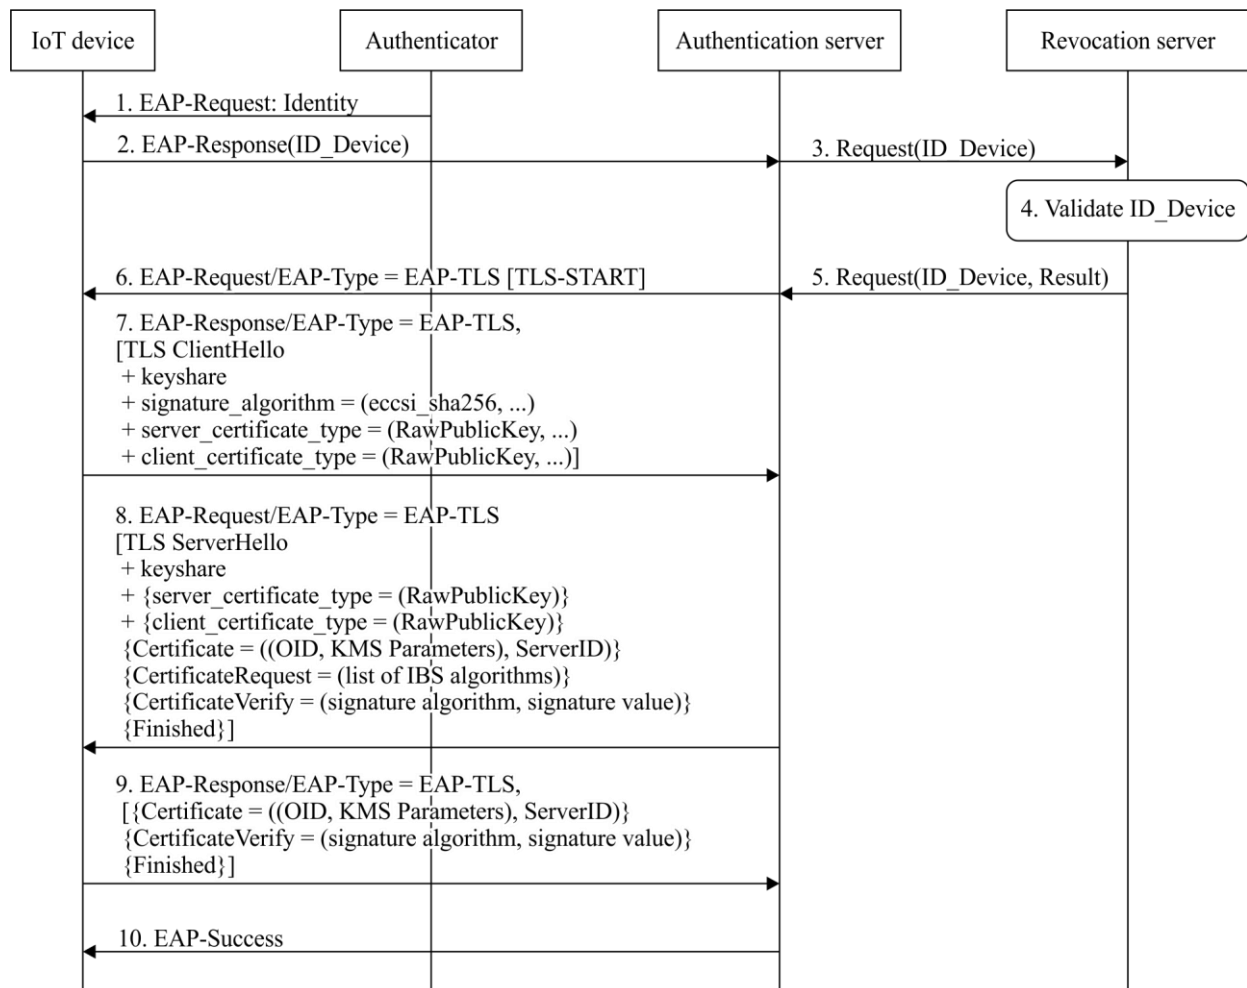 IoT device
Authenticator
Authentication server
Revocation server
1. EAP-Request: Identity
2. EAP-Response(ID_Device)
3. Request(ID_Device)
4. Validate ID_Device
6. EAP-Request/EAP-Type = EAP-TLS [TLS-START]
5. Request(ID_Device, Result)
7. EAP-Response/EAP-Type = EAP-TLS,
[TLS ClientHello
+ keyshare
+ signature_algorithm = (eccsi_sha256, ...)
+ server_certificate_type = (RawPublicKey, ...)
+ client_certificate_type = (RawPublicKey, ...)]
8. EAP-Request/EAP-Type = EAP-TLS
[TLS ServerHello
+ keyshare
+ {server_certificate_type = (RawPublicKey)}
+ {client_certificate_type = (RawPublicKey)}
{Certificate = ((OID, KMS Parameters), ServerID)}
{CertificateRequest = (list of IBS algorithms)}
{CertificateVerify = (signature algorithm, signature value)}
{Finished}]
9. EAP-Response/EAP-Type = EAP-TLS,
[{Certificate = ((OID, KMS Parameters), ServerID)}
{CertificateVerify = (signature algorithm, signature value)}
{Finished}]
10. EAP-Success